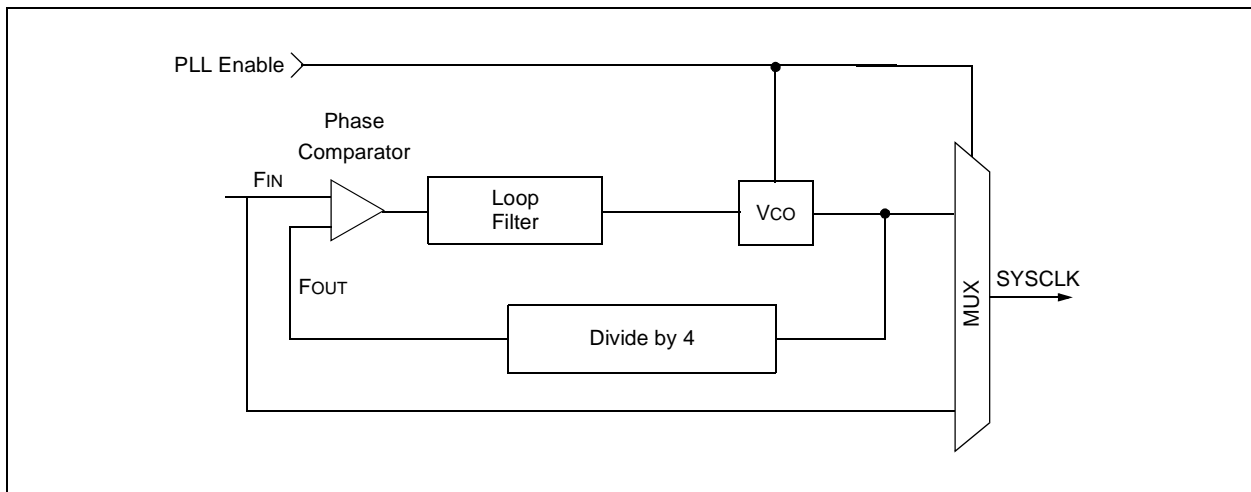 PLL Enable
Phase
Comparator
FIN
Loop
Filter
VCO
FOUT
Divide by 4
MUX
SYSCLK